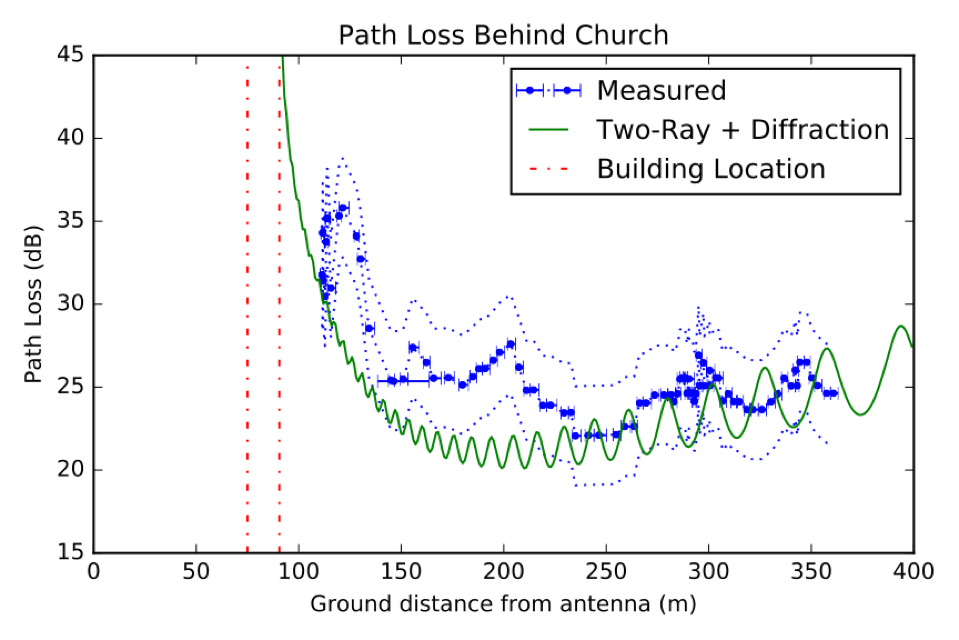 Path Loss Behind Church
45
40
35
30
25
20
15
Path Loss (dB)
Measured
Two-Ray + Diffraction
Building Location
0 50 100 150 200 250 300 350 400
Ground distance from antenna (m)